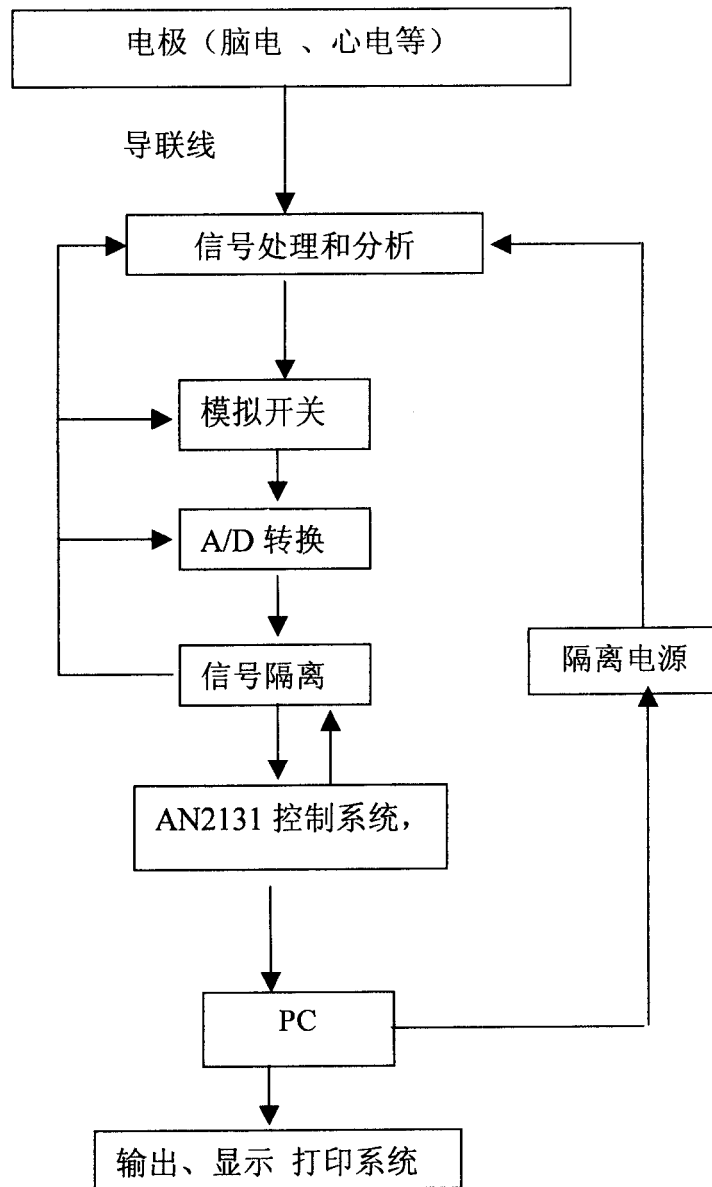 电极（脑电 、心电等）
导联线
信号处理和分析
模拟开关
A/D 转换
信号隔离
隔离电源
AN2131 控制系统，
PC
输出、显示 打印系统